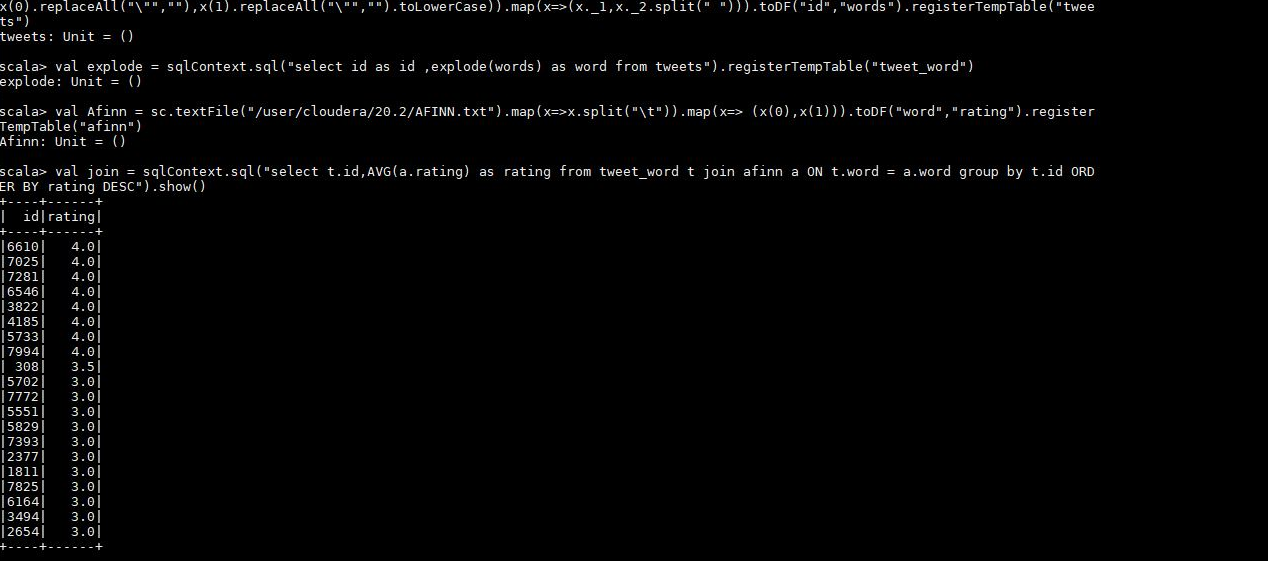 x(0).replaceAll("\"",""),x(1).replaceAll("\"","").toLowerCase)).map(x=>(x._1,x._2.split(" "))).toDF("id","words").registerTempTable("twee
ts")
tweets: Unit = ()
scala> val explode = sqlContext.sql("select id as id ,explode(words) as word from tweets").registerTempTable("tweet_word")
explode: Unit = ()
scala> val Afinn = sc.textFile("/user/cloudera/20.2/AFINN.txt").map(x=>x.split("\t")).map(x=> (x(0),x(1))).toDF("word","rating").register
TempTable("afinn")
Afinn: Unit = ()
scala> val join = sqlContext.sql("select t.id,AVG(a.rating) as rating from tweet_word t join afinn a ON t.word = a.word group by t.id ORD
ER BY rating DESC").show()
+----+------+
|  id|rating|
+----+------+
|6610|   4.0|
|7025|   4.0|
|7281|   4.0|
|6546|   4.0|
|3822|   4.0|
|4185|   4.0|
|5733|   4.0|
|7994|   4.0|
| 308|   3.5|
|5702|   3.0|
|7772|   3.0|
|5551|   3.0|
|5829|   3.0|
|7393|   3.0|
|2377|   3.0|
|1811|   3.0|
|7825|   3.0|
|6164|   3.0|
|3494|   3.0|
|2654|   3.0|
+----+------+